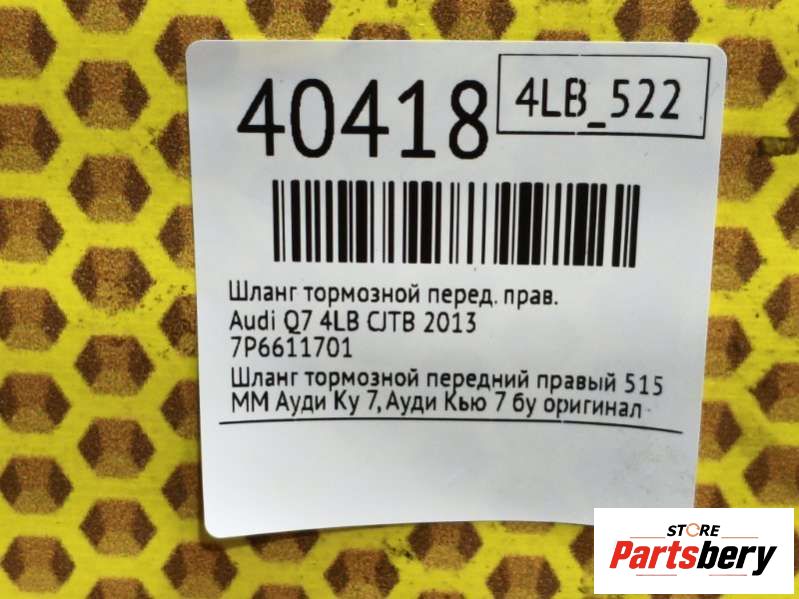 40418
4LB_522
Шланг тормозной перед. прав.
Audi Q7 4LB CJTB 2013
7P6611701
Шланг тормозной передний правый 515
ММ Ауди Ку 7, Ауди Кью 7 бу оригинал
STORE
Partsbery